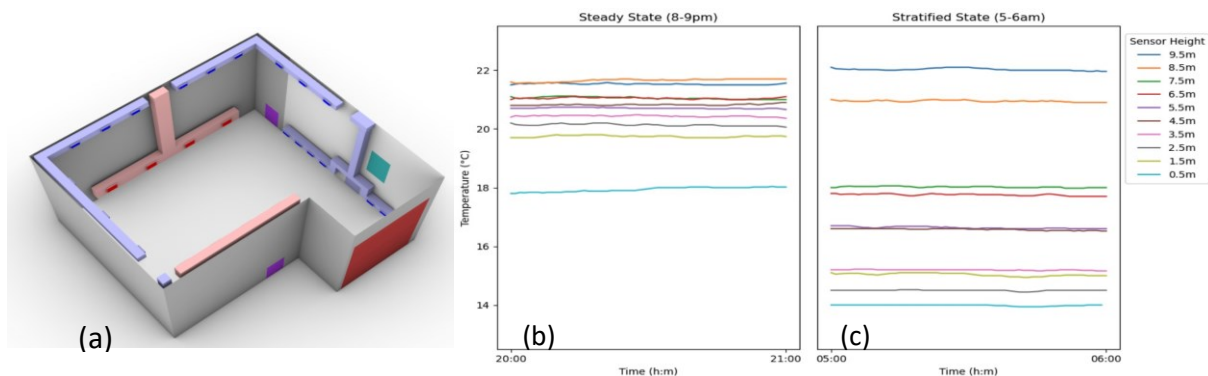 Steady State (8-9pm)
Stratified State (5-6am)
Sensor Height
9.5m
8.5m
7.5m
6.5m
5.5m
4.5m
3.5m
2.5m
1.5m
0.5m
Temperature (°C)
22
20
18
16
14
(a)
(b)
(c)
20:00
21:00
05:00
06:00
Time (h:m)
Time (h:m)